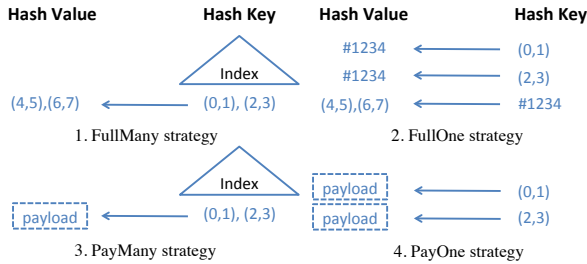 Hash Value Hash Key Hash Value Hash Key
#1234 (0,1)
Index #1234 (2,3)
(4,5),(6,7) (0,1), (2,3) (4,5),(6,7) #1234
1. FullMany strategy 2. FullOne strategy
Index payload (0,1)
payload (0,1), (2,3) payload (2,3)
3. PayMany strategy 4. PayOne strategy